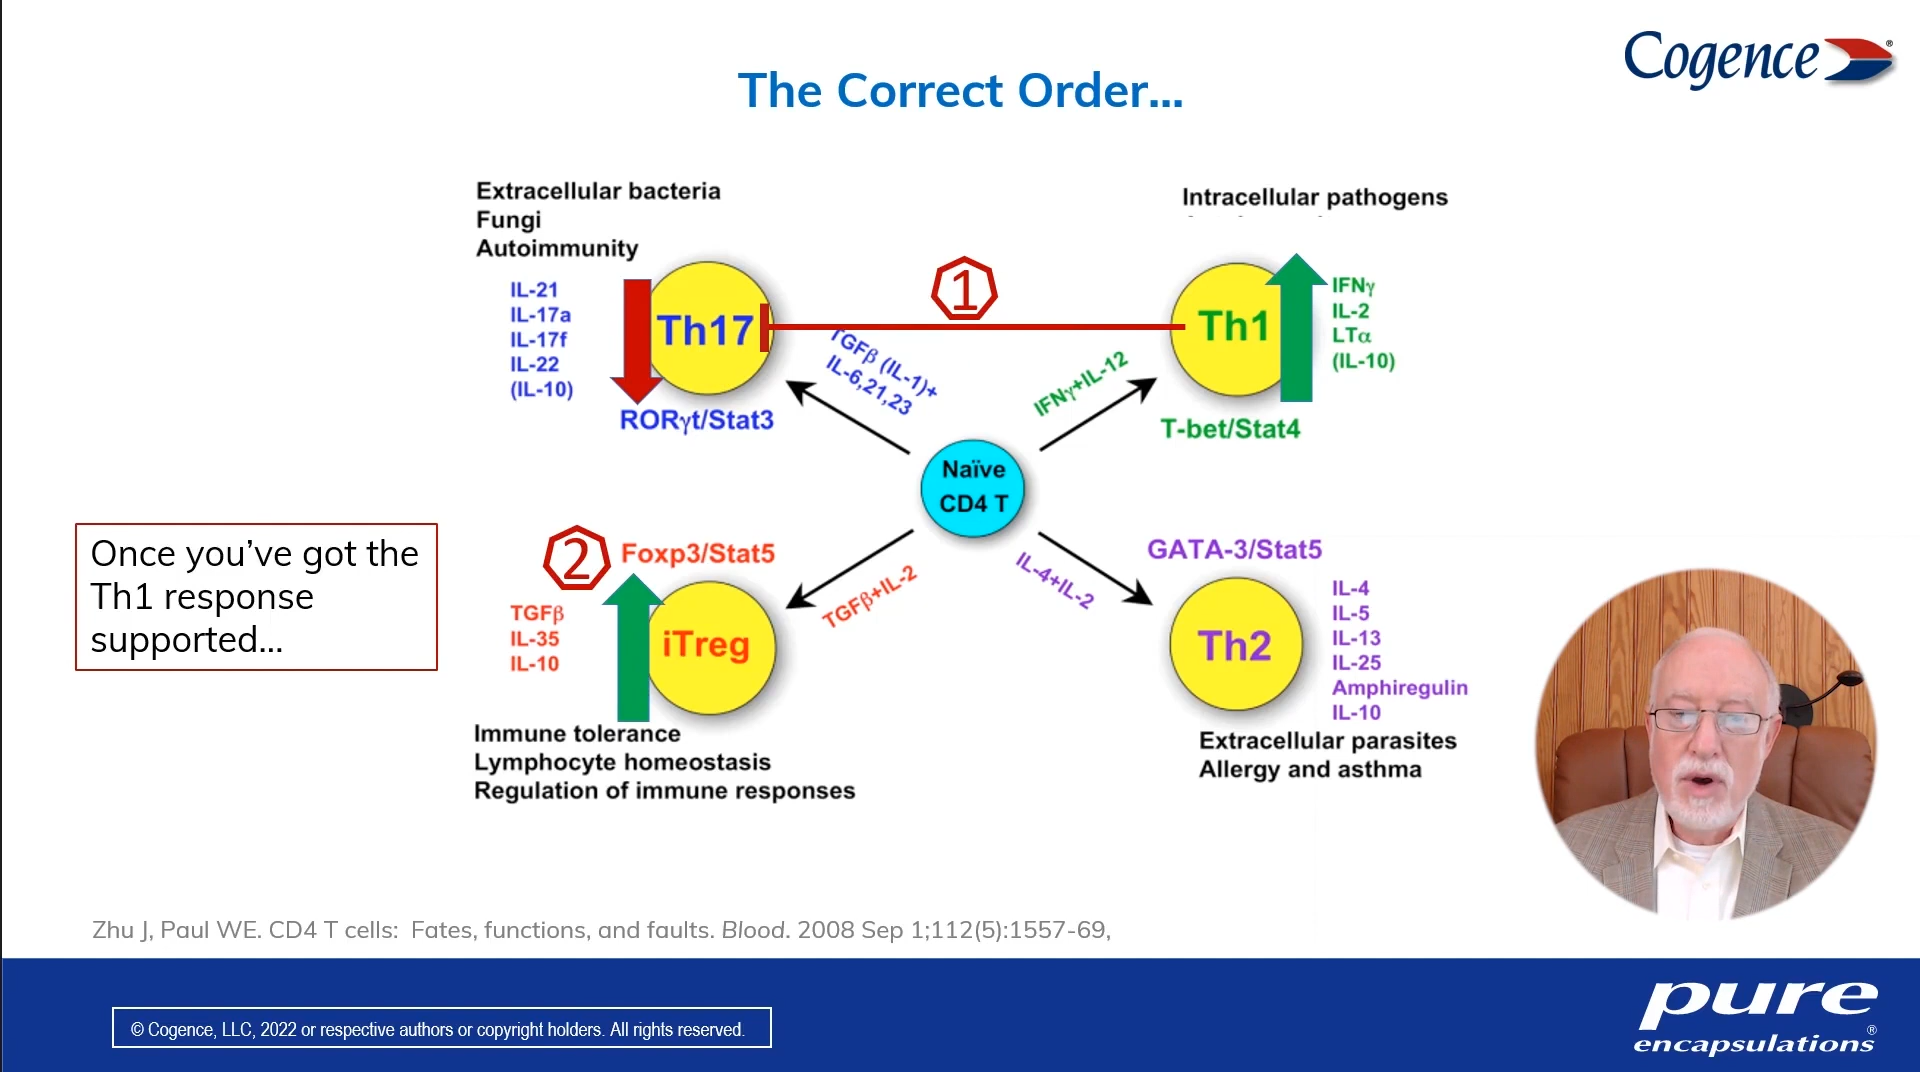 Cogence®
The Correct Order...
Extracellular bacteria
Fungi
Autoimmunity
Intracellular pathogens
1
IL-21
IL-17a
IL-17f
IL-22
(IL-10)
Th17
RORγt/Stat3
TGFβ (IL-1)+
IL-6,21,23
IFNγ+IL-12
Th1
T-bet/Stat4
IFNγ
IL-2
LTα
(IL-10)
Naïve
CD4 T
Once you’ve got the
Th1 response
supported...
2
Foxp3/Stat5
TGFβ
IL-35
IL-10
iTreg
TGFβ+IL-2
IL-4+IL-2
GATA-3/Stat5
Th2
IL-4
IL-5
IL-13
IL-25
Amphiregulin
IL-10
Immune tolerance
Lymphocyte homeostasis
Regulation of immune responses
Extracellular parasites
Allergy and asthma
Zhu J, Paul WE. CD4 T cells: Fates, functions, and faults. Blood. 2008 Sep 1;112(5):1557-69,
© Cogence, LLC, 2022 or respective authors or copyright holders. All rights reserved.
pure
encapsulations®